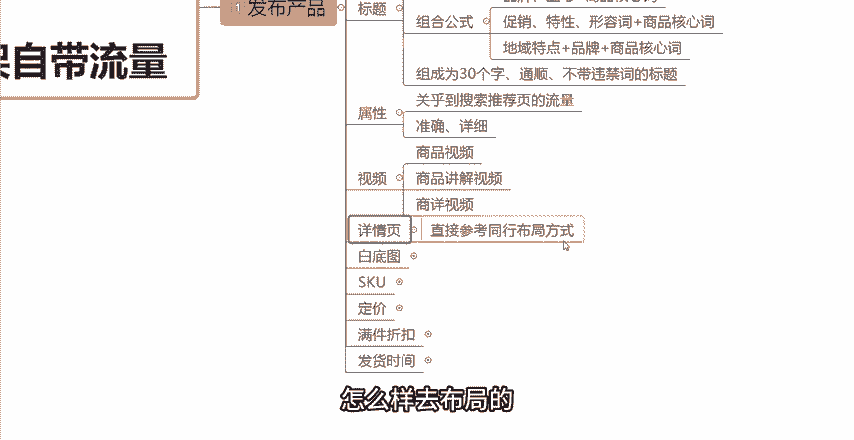 发布产品
标题
组合公式
促销、特性、形容词+商品核心词
地域特点+品牌+商品核心词
组成为30个字、通顺、不带违禁词的标题
自带流量
属性
关乎到搜索推荐页的流量
准确、详细
视频
商品视频
商品讲解视频
商详视频
详情页
直接参考同行布局方式
白底图
SKU
定价
满件折扣
发货时间
怎么样去布局的